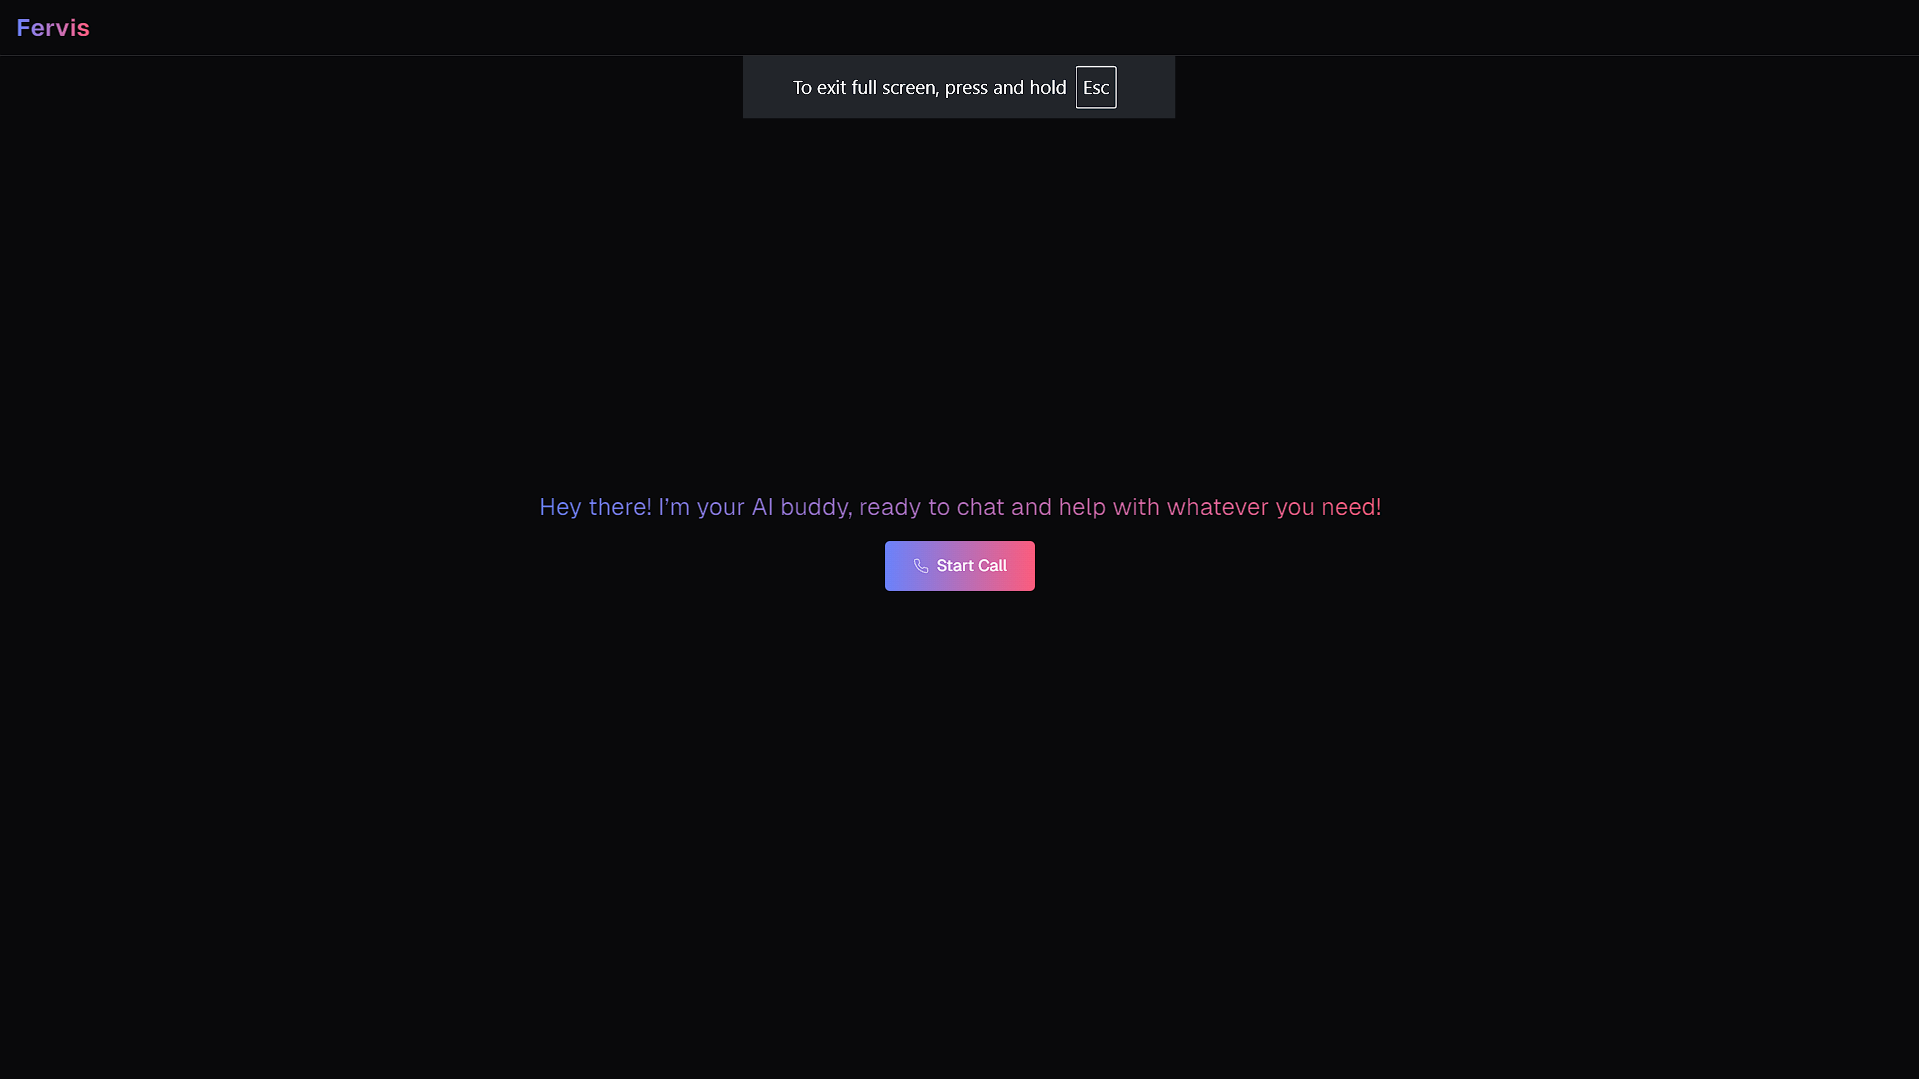 Fervis
To exit full screen, press and hold Esc
Hey there! I’m your AI buddy, ready to chat and help with whatever you need!
Start Call